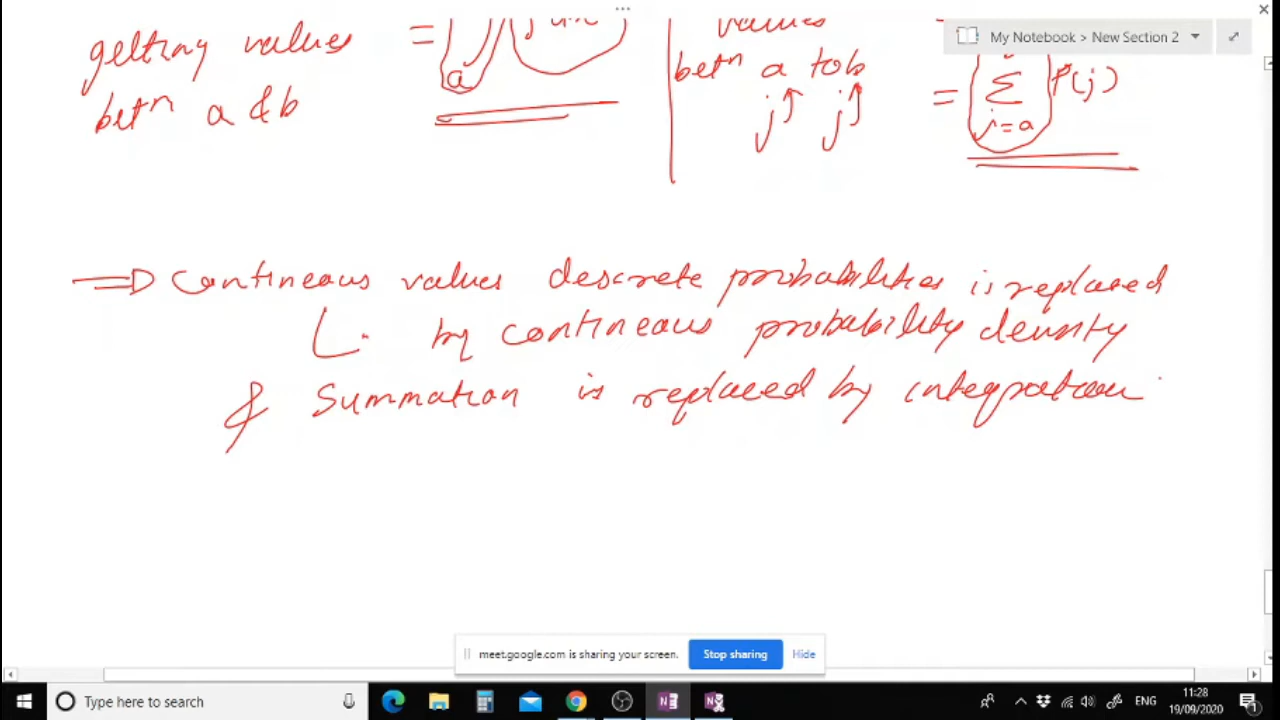 values
My Notebook > New Section 2
getting values =
a
betn a & b
betn a to b
j j
= Σ P(j)
j=a
⇒ Contineous values descrete probabilities is replaced
by contineous probability density
& Summation is replaced by integration
meet.google.com is sharing your screen. Stop sharing Hide
Type here to search
ENG
11:28
19/09/2020
1